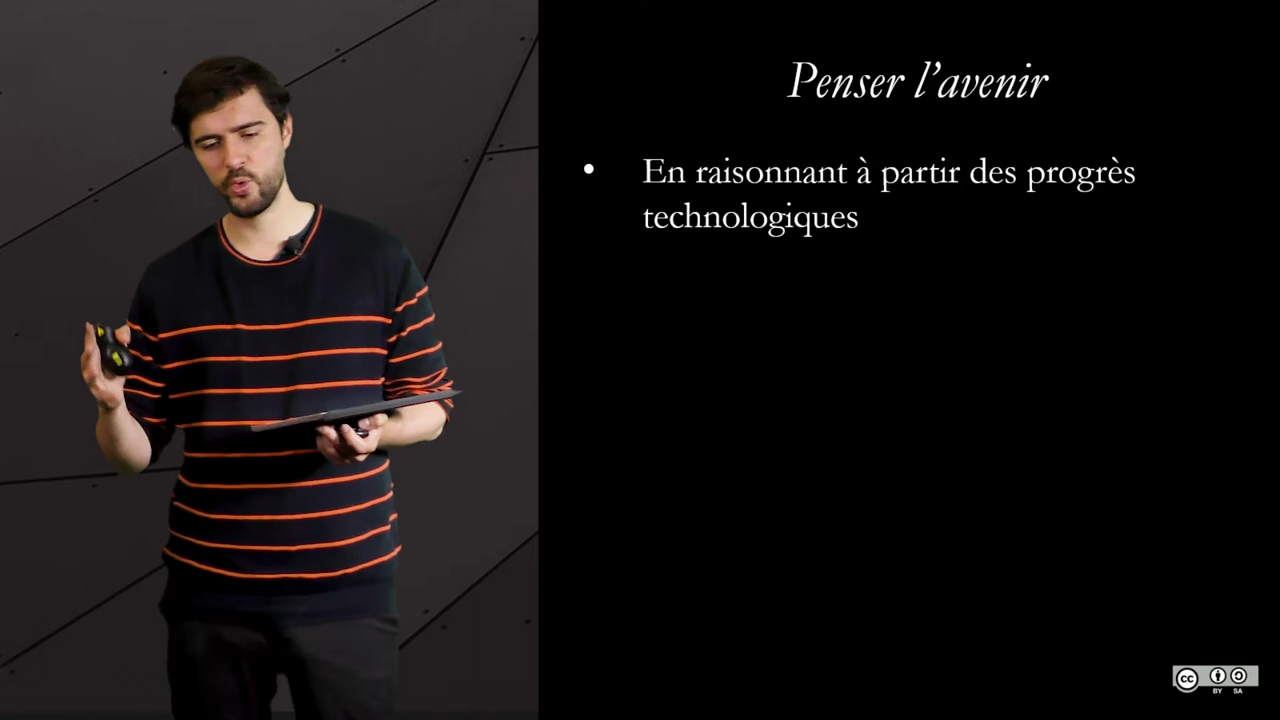 Penser l’avenir
• En raisonnant à partir des progrès
technologiques
cc
BY SA